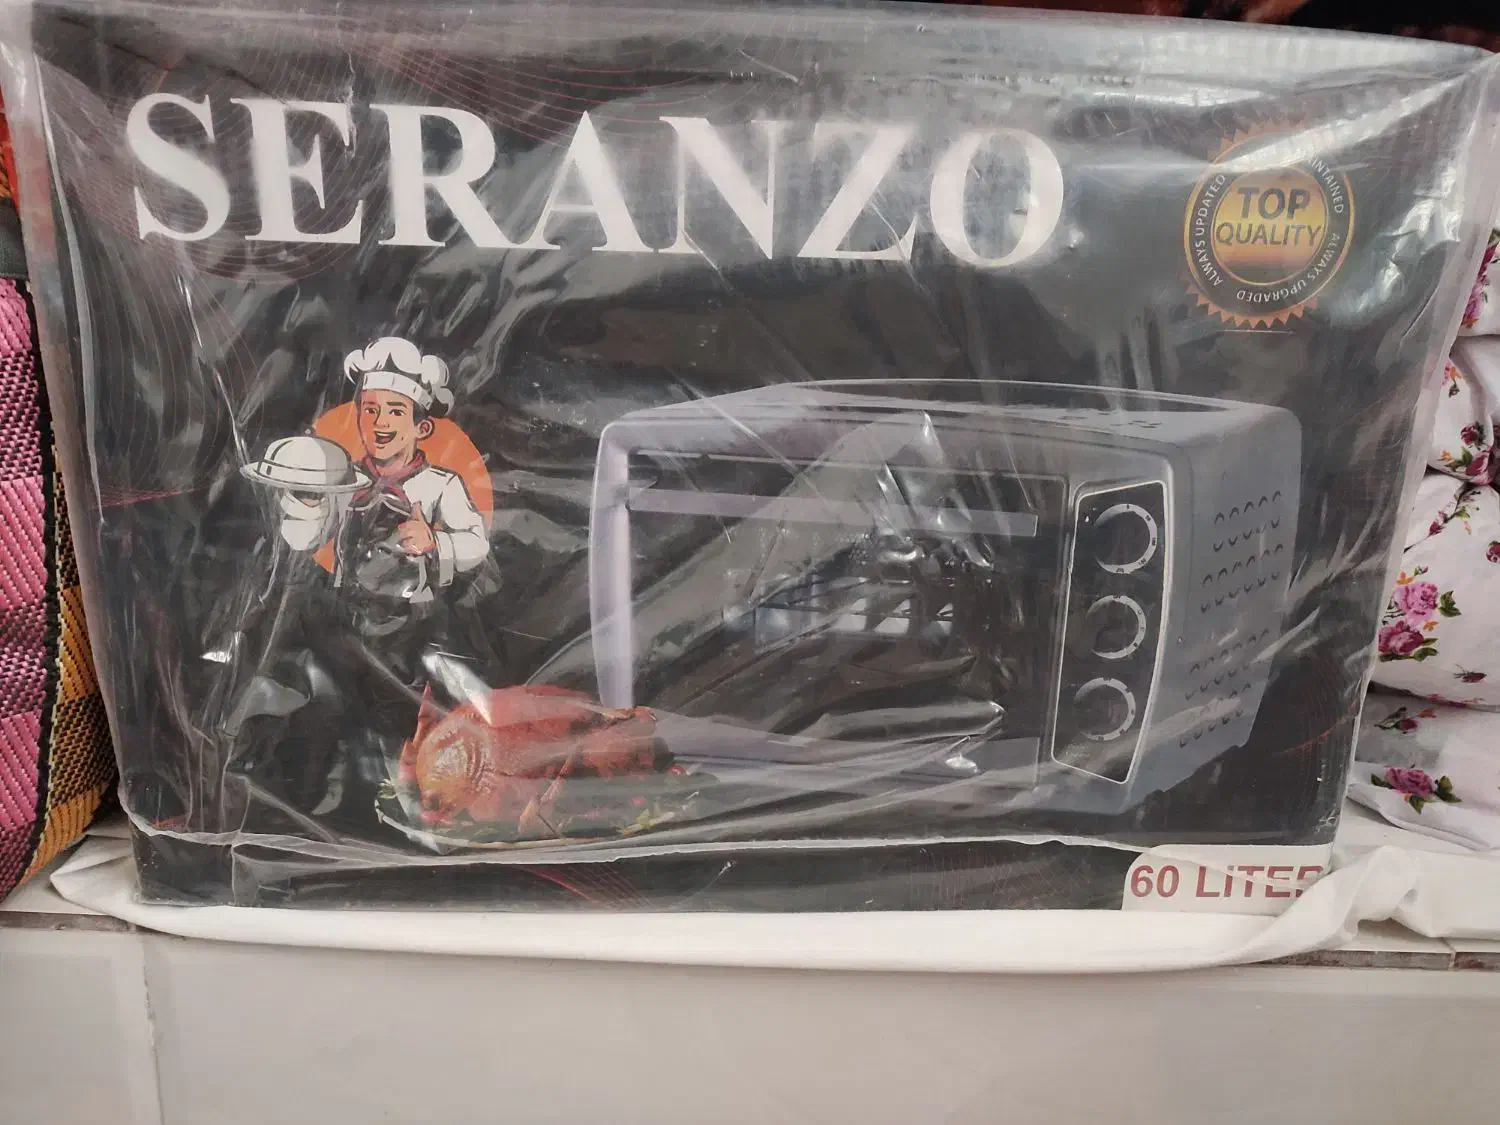 SERANZO
TOP
QUALITY
ALWAYS UPDATED
ALWAYS UPGRADED
60 LITER